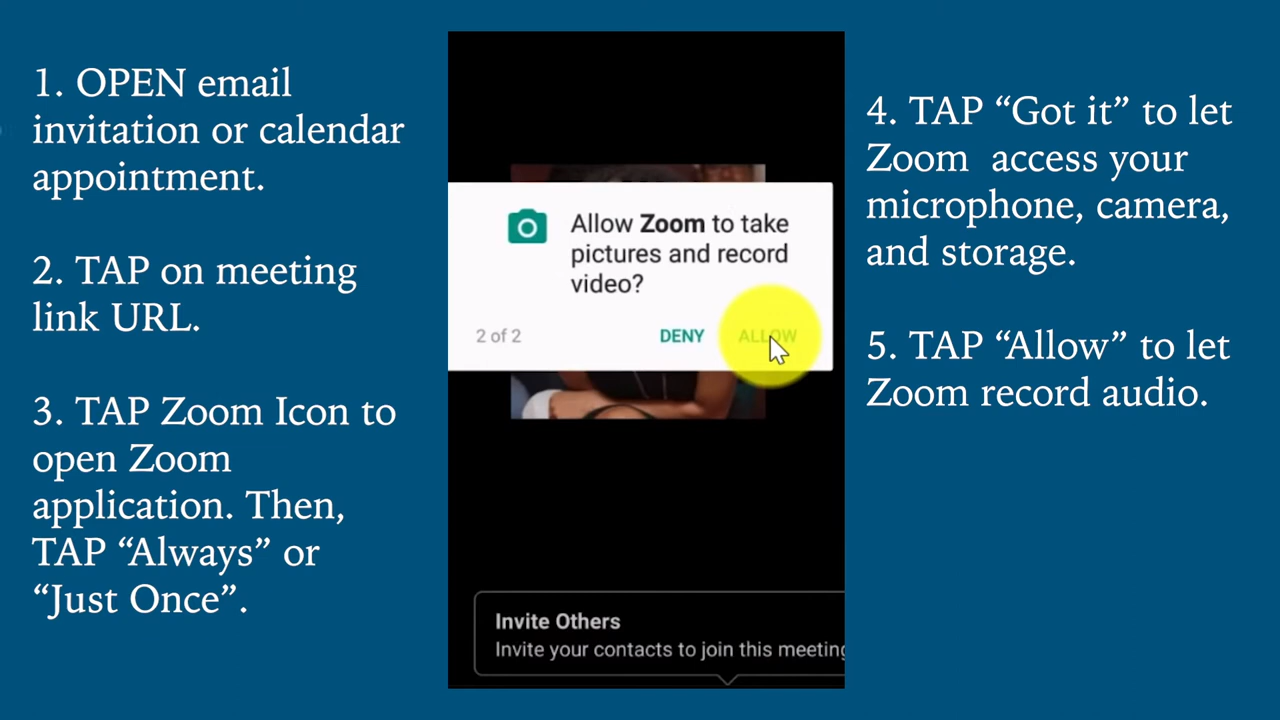 1. OPEN email
invitation or calendar
appointment.
2. TAP on meeting
link URL.
3. TAP Zoom Icon to
open Zoom
application. Then,
TAP “Always” or
“Just Once”.
Allow Zoom to take
pictures and record
video?
2 of 2
DENY
ALLOW
Invite Others
Invite your contacts to join this meeting
4. TAP “Got it” to let
Zoom  access your
microphone, camera,
and storage.
5. TAP “Allow” to let
Zoom record audio.